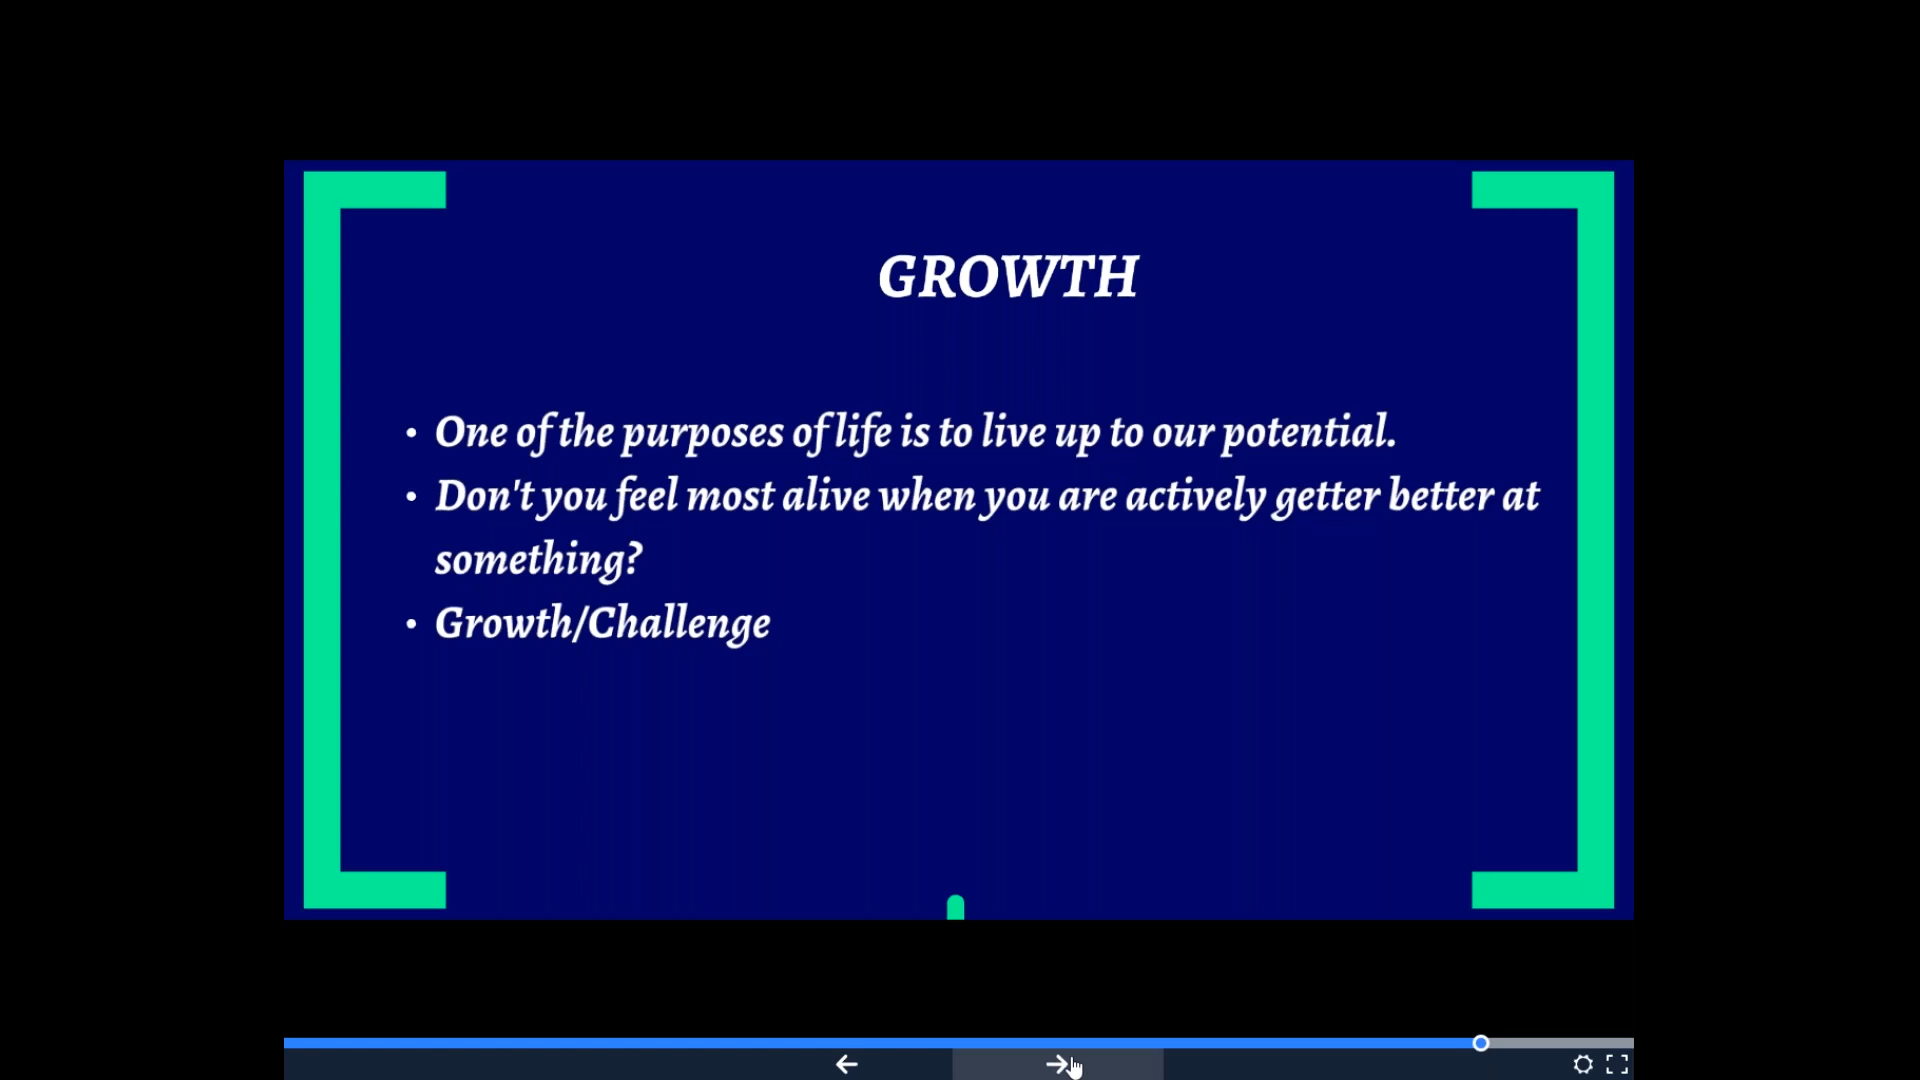 GROWTH
• One of the purposes of life is to live up to our potential.
• Don't you feel most alive when you are actively getter better at
something?
• Growth/Challenge